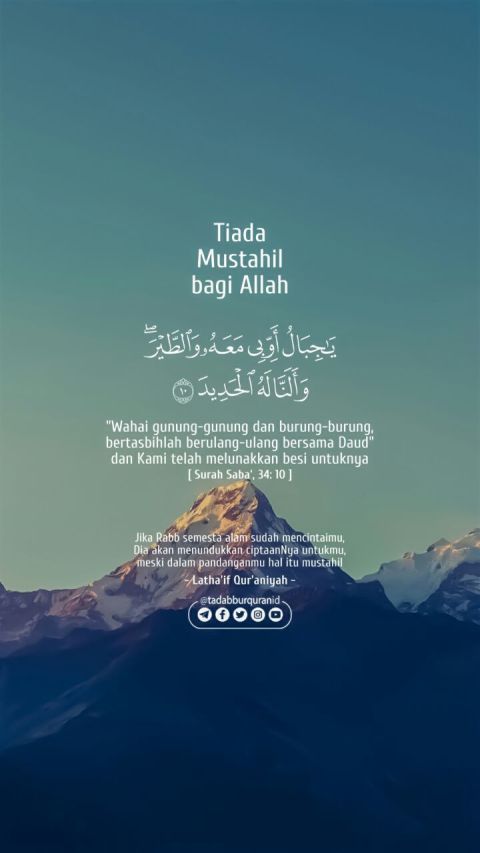 Tiada
Mustahil
bagi Allah
يَٰجِبَالُ أَوِّبِى مَعَهُۥ وَٱلطَّيْرَ ۖ
وَأَلَنَّا لَهُ ٱلْحَدِيدَ ١٠
"Wahai gunung-gunung dan burung-burung,
bertasbihlah berulang-ulang bersama Daud"
dan Kami telah melunakkan besi untuknya
[ Surah Saba', 34: 10 ]
Jika Rabb semesta alam sudah mencintaimu,
Dia akan menundukkan ciptaanNya untukmu,
meski dalam pandanganmu hal itu mustahil
~ Latha'if Qur'aniyah ~
@tadabburquranid